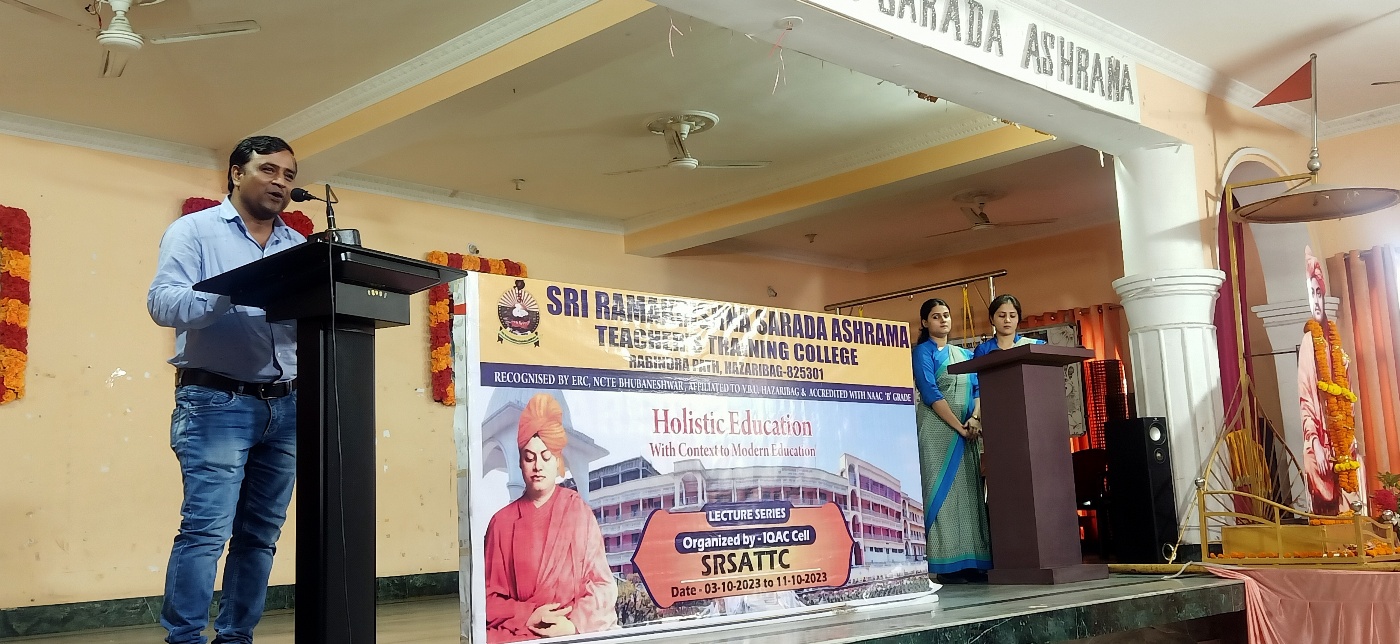 SARADA ASHRAMA
SRI RAMAKRISHNA SARADA ASHRAMA
TEACHER'S TRAINING COLLEGE
RABINDRA PATH, HAZARIBAG-825301
RECOGNISED BY ERC, NCTE BHUBANESHWAR, AFFILIATED TO V.B.U. HAZARIBAG & ACCREDITED WITH NAAC 'B' GRADE
Holistic Education
With Context to Modern Education
LECTURE SERIES
Organized by - IQAC Cell
SRSATTC
Date - 03-10-2023 to 11-10-2023